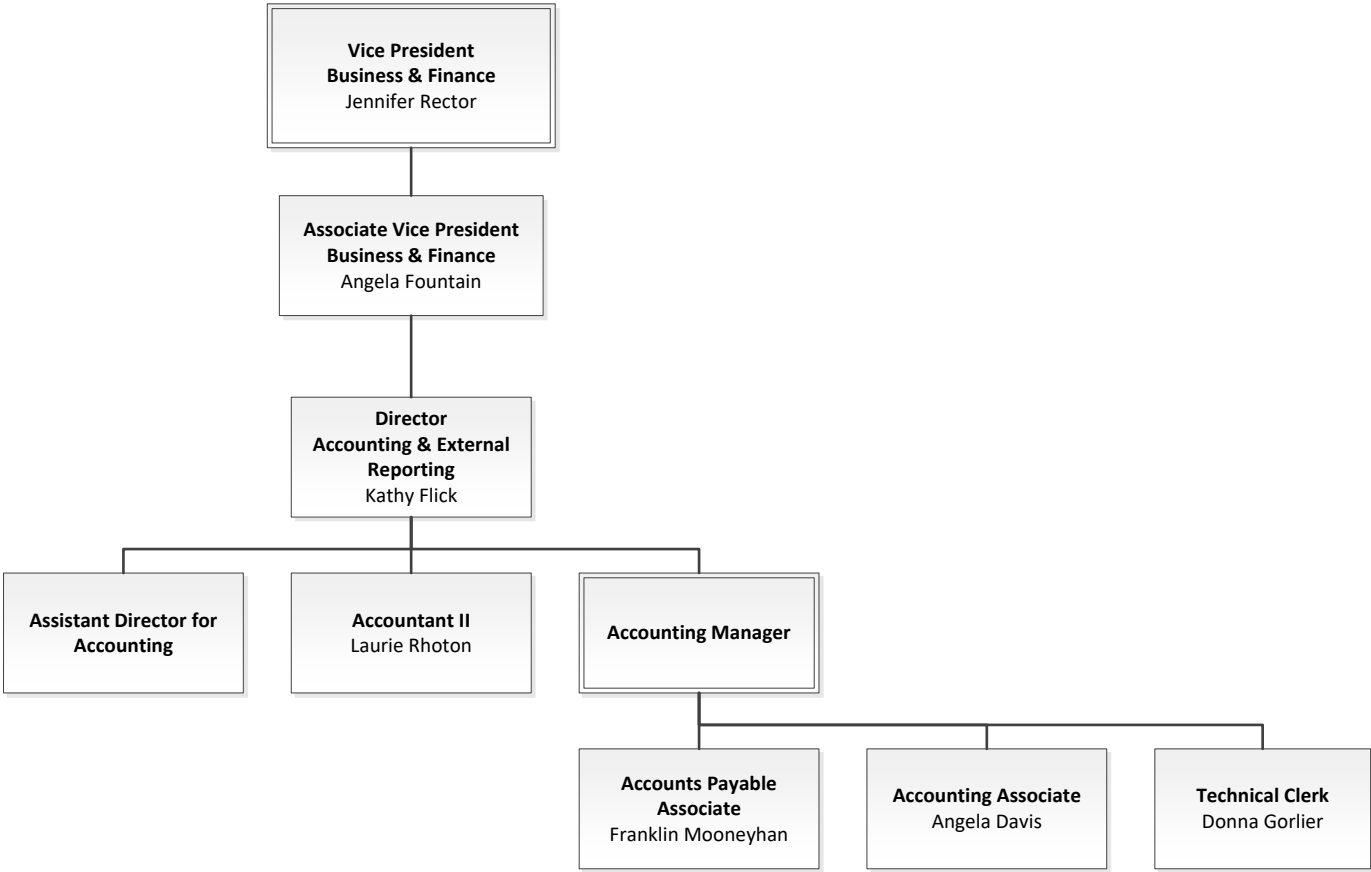 Vice President
Business & Finance
Jennifer Rector
Associate Vice President
Business & Finance
Angela Fountain
Director
Accounting & External
Reporting
Kathy Flick
Assistant Director for
Accounting
Accountant II
Laurie Rhoton
Accounting Manager
Accounts Payable
Associate
Franklin Mooneyhan
Accounting Associate
Angela Davis
Technical Clerk
Donna Gorlier